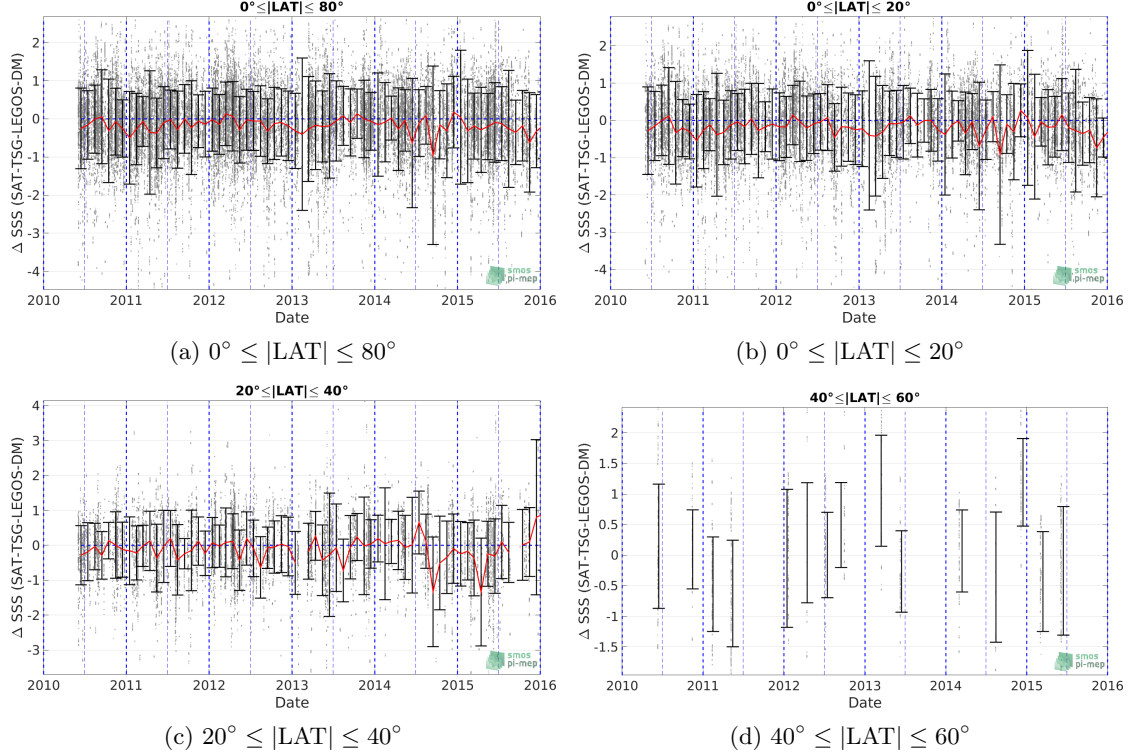 0°≤|LAT|≤ 80°
Δ SSS (SAT-TSG-LEGOS-DM)
2
1
0
-1
-2
-3
-4
2010
2011
2012
2013
2014
2015
2016
Date
smos
pi-mep
(a) 0° ≤ |LAT| ≤ 80°
0°≤|LAT|≤ 20°
Δ SSS (SAT-TSG-LEGOS-DM)
2
1
0
-1
-2
-3
-4
2010
2011
2012
2013
2014
2015
2016
Date
smos
pi-mep
(b) 0° ≤ |LAT| ≤ 20°
20°≤|LAT|≤ 40°
Δ SSS (SAT-TSG-LEGOS-DM)
4
3
2
1
0
-1
-2
-3
2010
2011
2012
2013
2014
2015
2016
Date
smos
pi-mep
(c) 20° ≤ |LAT| ≤ 40°
40°≤|LAT|≤ 60°
Δ SSS (SAT-TSG-LEGOS-DM)
2
1.5
1
0.5
0
-0.5
-1
-1.5
2010
2011
2012
2013
2014
2015
2016
Date
smos
pi-mep
(d) 40° ≤ |LAT| ≤ 60°